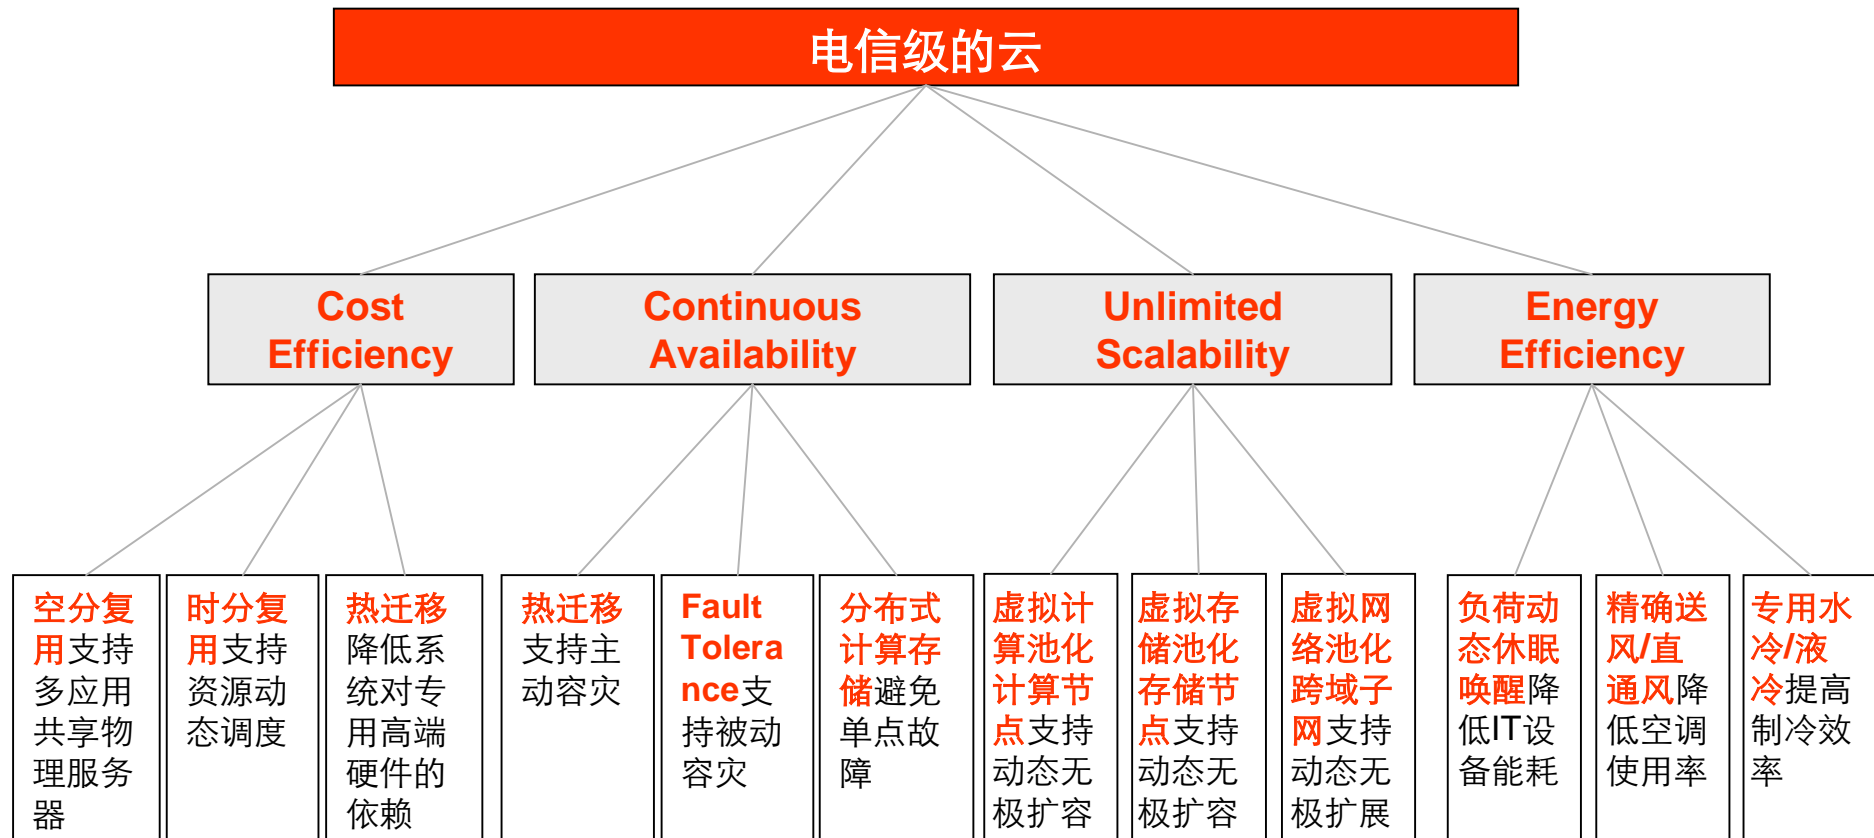 电信级的云
Cost
Efficiency
Continuous
Availability
Unlimited
Scalability
Energy
Efficiency
空分复
用支持
多应用
共享物
理服务
器
时分复
用支持
资源动
态调度
热迁移
降低系
统对专
用高端
硬件的
依赖
热迁移
支持主
动容灾
Fault
Tolera
nce支
持被动
容灾
分布式
计算存
储避免
单点故
障
虚拟计
算池化
计算节
点支持
动态无
极扩容
虚拟存
储池化
存储节
点支持
动态无
极扩容
虚拟网
络池化
跨域子
网支持
动态无
极扩展
负荷动
态休眠
唤醒降
低IT设
备能耗
精确送
风/直
通风降
低空调
使用率
专用水
冷/液
冷提高
制冷效
率